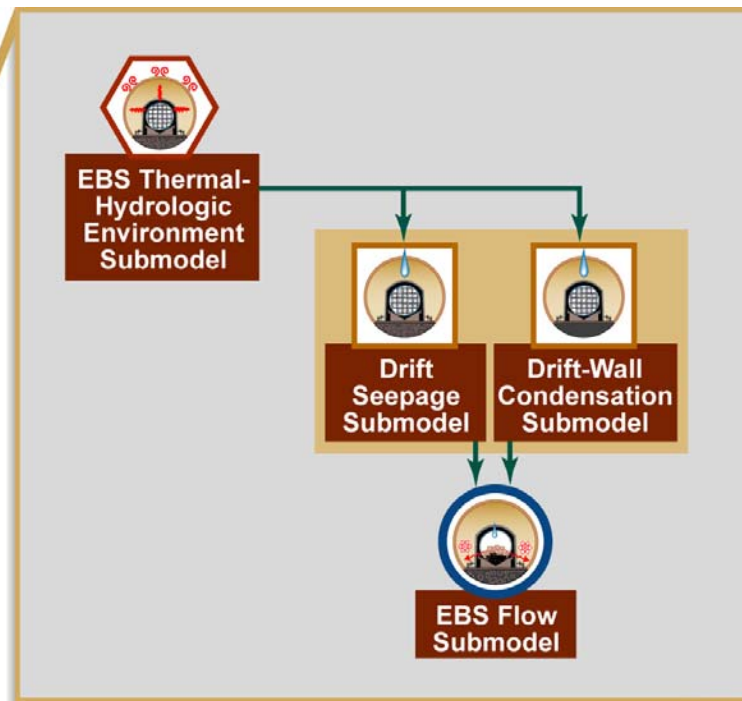 EBS Thermal-
Hydrologic
Environment
Submodel
Drift
Seepage
Submodel
Drift-Wall
Condensation
Submodel
EBS Flow
Submodel